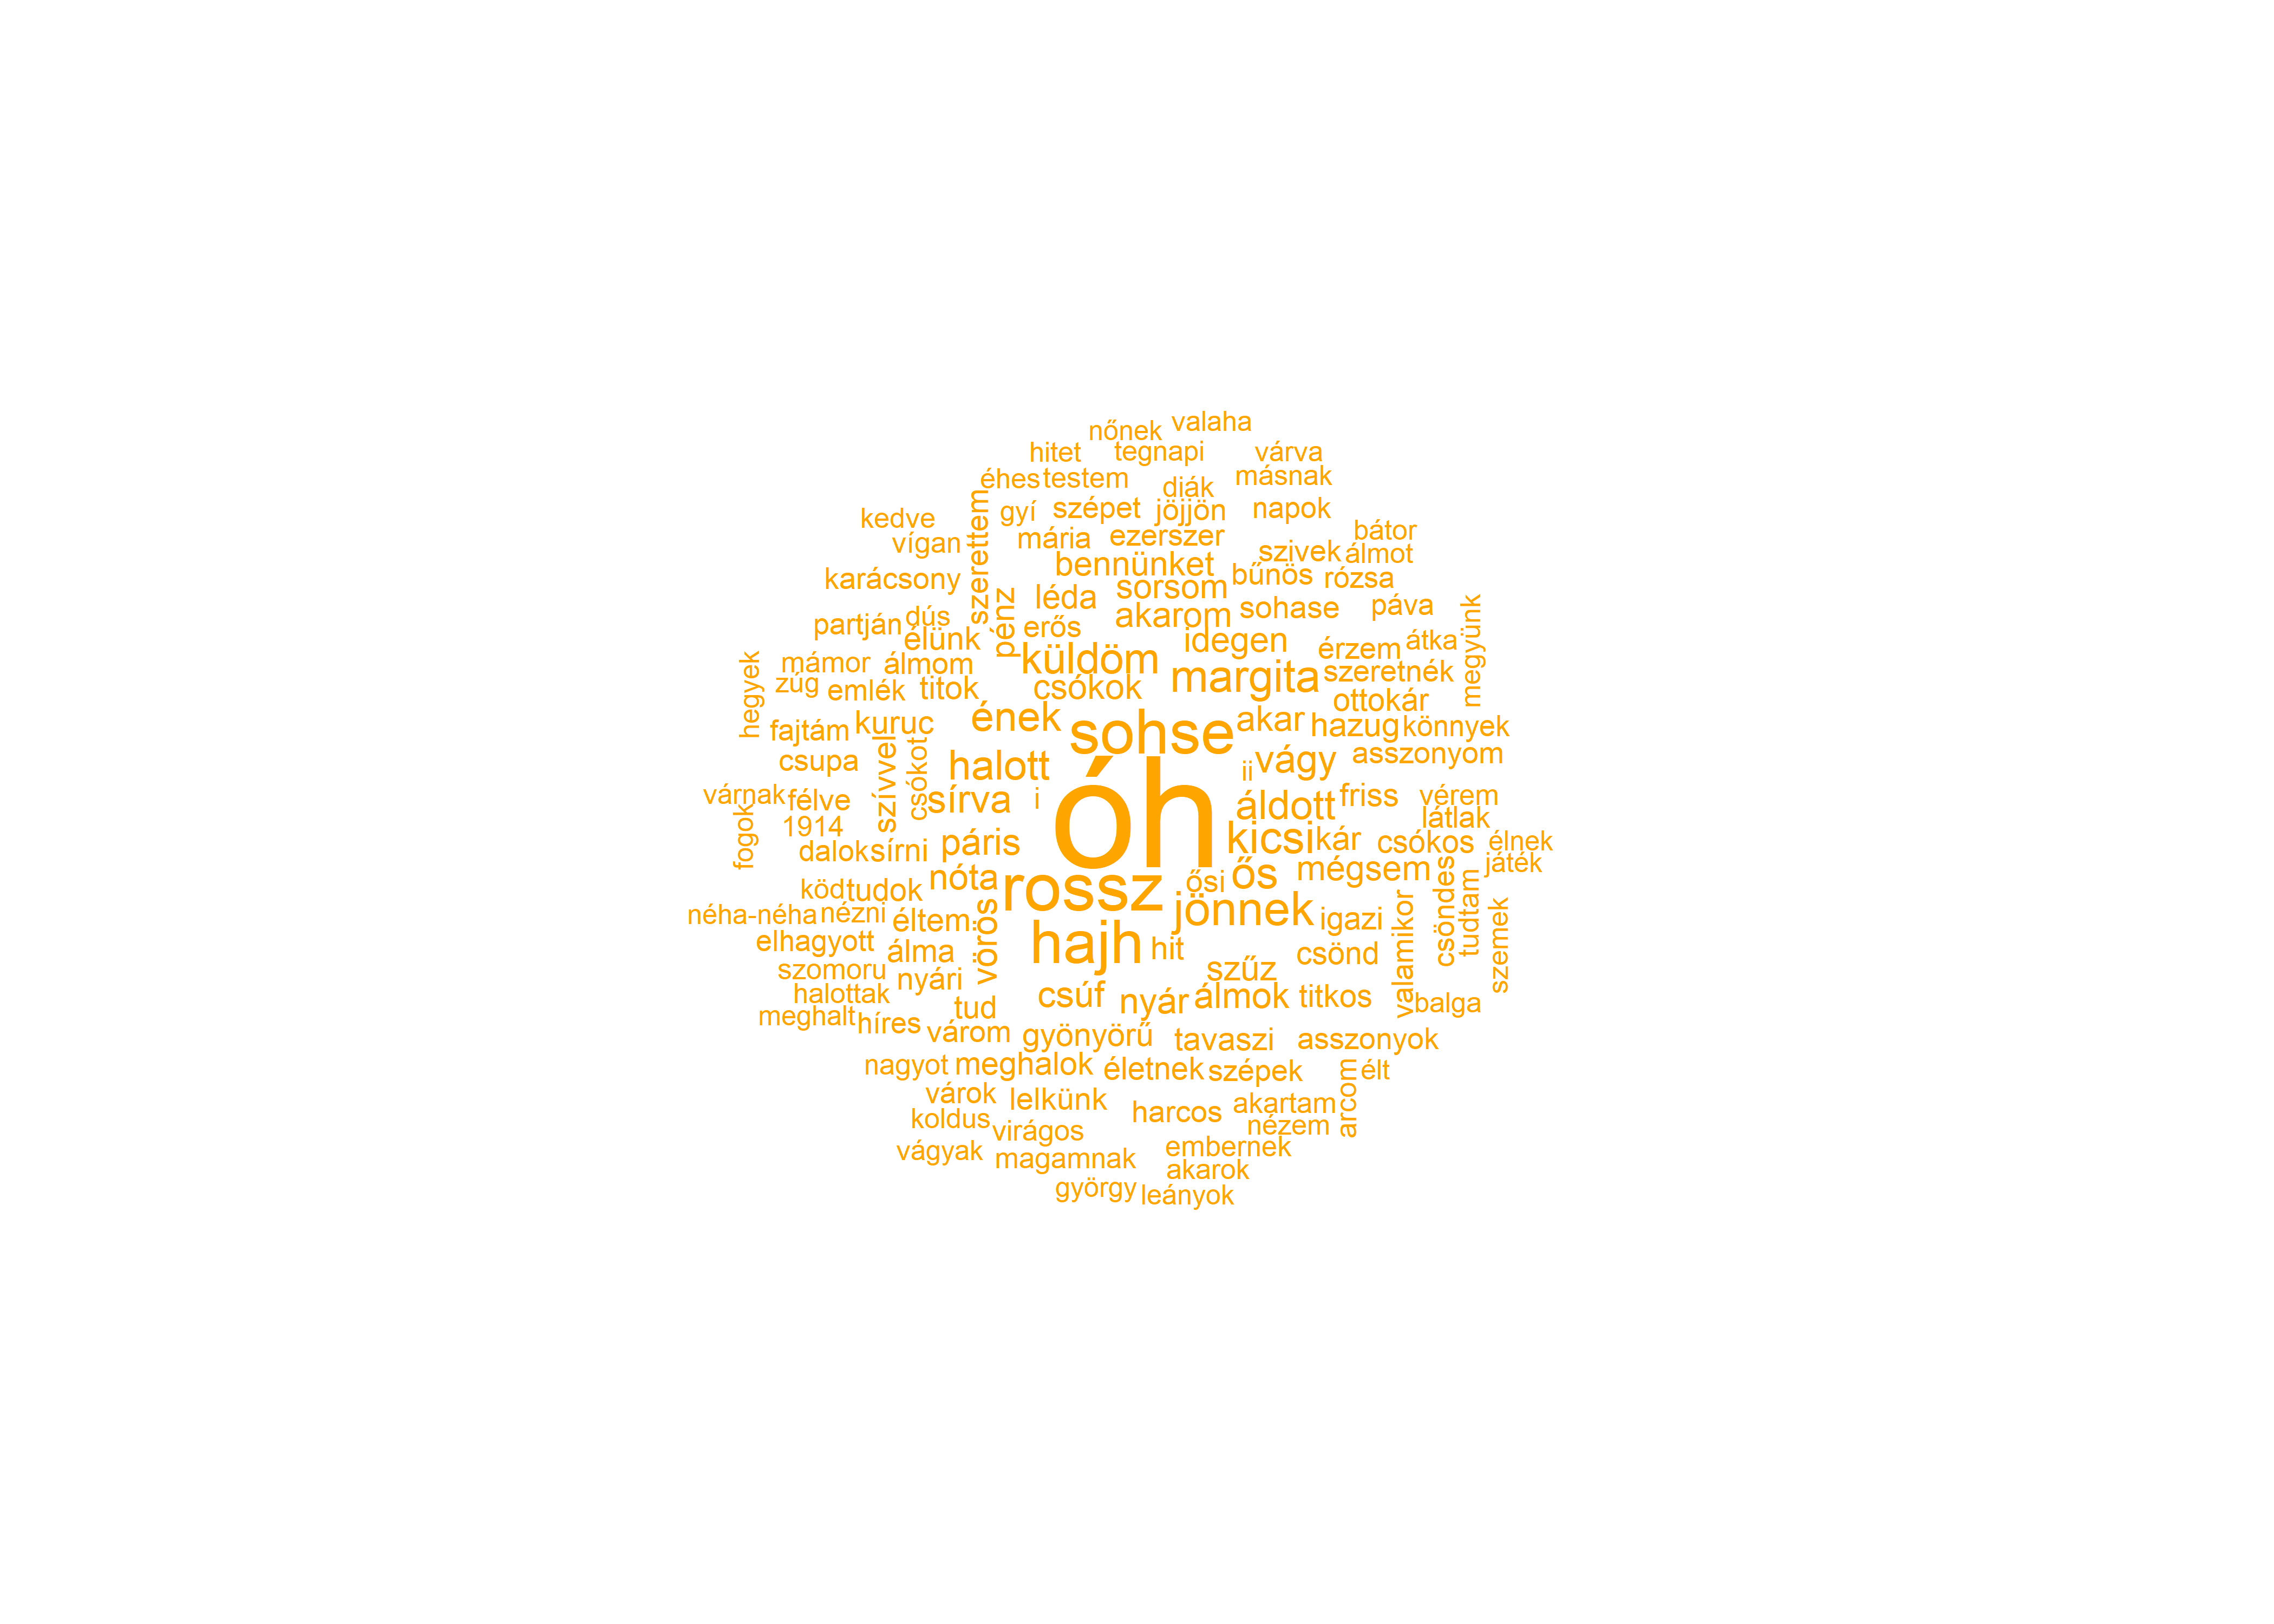 valaha
nőnek
hitet tegnapi várva
éhes testem diák másnak
kedve szerettem gyí szépet jöjjön napok
vígan mária ezerszer bátor
karácsony bennünket szivek álmot
léda sorsom bűnös rózsa
partján dús pénz erős akarom sohase páva megyünk
élünk küldöm idegen érzem átka
hegyek mámor álmom margita szeretnék
zúg emlék titok csókok ottokár
fajtám kuruc ének sohse akar hazug könnyek
csupa szívvel csókot halott óh ii vágy asszonyom
várnak félve sírva i áldott friss vérem
fogok 1914 látlak
dalok sírni páris kicsi kár csókos élnek
köd tudok nóta rossz ősi ős mégsem csöndes játék
néha-néha nézni éltem vörös jönnek igazi valamikor tudtam szemek
elhagyott álma hajh hit csönd
szomoru nyári szűz
halottak tud csúf nyár álmok titkos balga
meghalt híres várom gyönyörű tavaszi asszonyok
nagyot meghalok életnek szépek arcom élt
várok lelkünk harcos akartam
koldus virágos nézem
vágyak magamnak embernek
akarok
györgy leányok